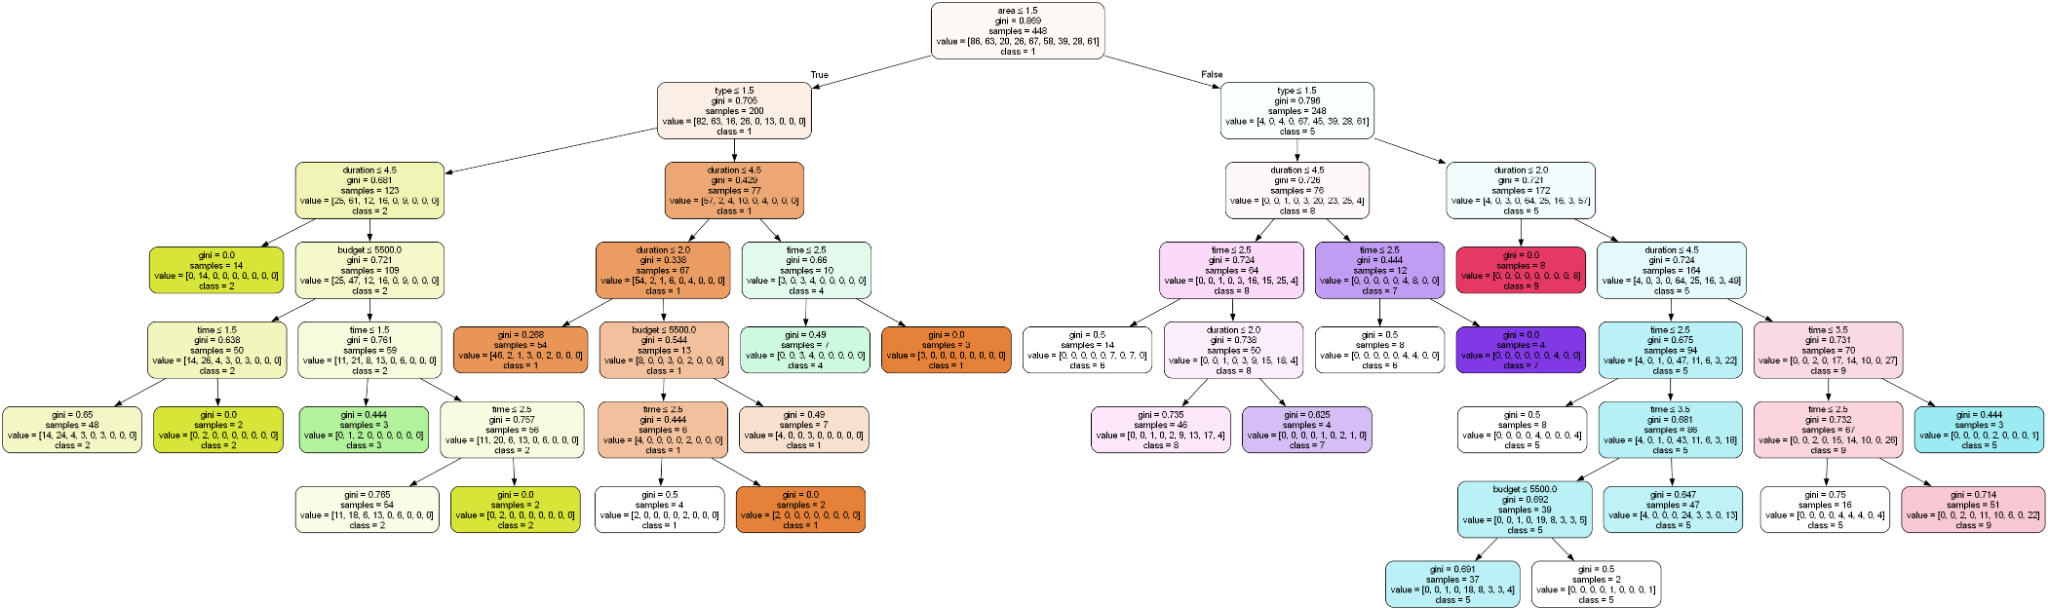 area ≤ 1.5
gini = 0.869
samples = 448
value = [86, 63, 20, 26, 67, 58, 39, 28, 61]
class = 1
True
False
type ≤ 1.5
gini = 0.705
samples = 200
value = [82, 63, 16, 26, 0, 13, 0, 0, 0]
class = 1
type ≤ 1.5
gini = 0.796
samples = 248
value = [4, 0, 4, 0, 67, 45, 39, 28, 61]
class = 5
duration ≤ 4.5
gini = 0.681
samples = 123
value = [25, 61, 12, 16, 0, 9, 0, 0, 0]
class = 2
duration ≤ 4.5
gini = 0.429
samples = 77
value = [57, 2, 4, 10, 0, 4, 0, 0, 0]
class = 1
duration ≤ 4.5
gini = 0.726
samples = 76
value = [0, 0, 1, 0, 3, 20, 23, 25, 4]
class = 8
duration ≤ 2.0
gini = 0.721
samples = 172
value = [4, 0, 3, 0, 64, 25, 16, 3, 57]
class = 5
gini = 0.0
samples = 14
value = [0, 14, 0, 0, 0, 0, 0, 0, 0]
class = 2
budget ≤ 5500.0
gini = 0.721
samples = 109
value = [25, 47, 12, 16, 0, 9, 0, 0, 0]
class = 2
duration ≤ 2.0
gini = 0.338
samples = 67
value = [54, 2, 1, 6, 0, 4, 0, 0, 0]
class = 1
time ≤ 2.5
gini = 0.66
samples = 10
value = [3, 0, 3, 4, 0, 0, 0, 0, 0]
class = 4
time ≤ 2.5
gini = 0.724
samples = 64
value = [0, 0, 1, 0, 3, 16, 15, 25, 4]
class = 8
time ≤ 2.5
gini = 0.444
samples = 12
value = [0, 0, 0, 0, 0, 4, 8, 0, 0]
class = 7
gini = 0.0
samples = 8
value = [0, 0, 0, 0, 0, 0, 0, 0, 8]
class = 9
duration ≤ 4.5
gini = 0.724
samples = 164
value = [4, 0, 3, 0, 64, 25, 16, 3, 49]
class = 5
time ≤ 1.5
gini = 0.638
samples = 50
value = [14, 26, 4, 3, 0, 3, 0, 0, 0]
class = 2
time ≤ 1.5
gini = 0.761
samples = 59
value = [11, 21, 8, 13, 0, 6, 0, 0, 0]
class = 2
gini = 0.268
samples = 54
value = [46, 2, 1, 3, 0, 2, 0, 0, 0]
class = 1
budget ≤ 5500.0
gini = 0.544
samples = 13
value = [8, 0, 0, 3, 0, 2, 0, 0, 0]
class = 1
gini = 0.49
samples = 7
value = [0, 0, 3, 4, 0, 0, 0, 0, 0]
class = 4
gini = 0.0
samples = 3
value = [3, 0, 0, 0, 0, 0, 0, 0, 0]
class = 1
gini = 0.5
samples = 14
value = [0, 0, 0, 0, 0, 7, 0, 7, 0]
class = 6
duration ≤ 2.0
gini = 0.738
samples = 50
value = [0, 0, 1, 0, 3, 9, 15, 18, 4]
class = 8
gini = 0.5
samples = 8
value = [0, 0, 0, 0, 0, 4, 4, 0, 0]
class = 6
gini = 0.0
samples = 4
value = [0, 0, 0, 0, 0, 0, 4, 0, 0]
class = 7
time ≤ 2.5
gini = 0.675
samples = 94
value = [4, 0, 1, 0, 47, 11, 6, 3, 22]
class = 5
time ≤ 3.5
gini = 0.731
samples = 70
value = [0, 0, 2, 0, 17, 14, 10, 0, 27]
class = 9
gini = 0.65
samples = 48
value = [14, 24, 4, 3, 0, 3, 0, 0, 0]
class = 2
gini = 0.0
samples = 2
value = [0, 2, 0, 0, 0, 0, 0, 0, 0]
class = 2
gini = 0.444
samples = 3
value = [0, 1, 2, 0, 0, 0, 0, 0, 0]
class = 3
time ≤ 2.5
gini = 0.757
samples = 56
value = [11, 20, 6, 13, 0, 6, 0, 0, 0]
class = 2
time ≤ 2.5
gini = 0.444
samples = 6
value = [4, 0, 0, 0, 0, 2, 0, 0, 0]
class = 1
gini = 0.49
samples = 7
value = [4, 0, 0, 3, 0, 0, 0, 0, 0]
class = 1
gini = 0.735
samples = 46
value = [0, 0, 1, 0, 2, 9, 13, 17, 4]
class = 8
gini = 0.625
samples = 4
value = [0, 0, 0, 0, 1, 0, 2, 1, 0]
class = 7
gini = 0.5
samples = 8
value = [0, 0, 0, 0, 4, 0, 0, 0, 4]
class = 5
time ≤ 3.5
gini = 0.681
samples = 86
value = [4, 0, 1, 0, 43, 11, 6, 3, 18]
class = 5
time ≤ 2.5
gini = 0.732
samples = 67
value = [0, 0, 2, 0, 15, 14, 10, 0, 26]
class = 9
gini = 0.444
samples = 3
value = [0, 0, 0, 0, 2, 0, 0, 0, 1]
class = 5
gini = 0.765
samples = 54
value = [11, 18, 6, 13, 0, 6, 0, 0, 0]
class = 2
gini = 0.0
samples = 2
value = [0, 2, 0, 0, 0, 0, 0, 0, 0]
class = 2
gini = 0.5
samples = 4
value = [2, 0, 0, 0, 0, 2, 0, 0, 0]
class = 1
gini = 0.0
samples = 2
value = [2, 0, 0, 0, 0, 0, 0, 0, 0]
class = 1
budget ≤ 5500.0
gini = 0.692
samples = 39
value = [0, 0, 1, 0, 19, 8, 3, 3, 5]
class = 5
gini = 0.647
samples = 47
value = [4, 0, 0, 0, 24, 3, 3, 0, 13]
class = 5
gini = 0.75
samples = 16
value = [0, 0, 0, 0, 4, 4, 4, 0, 4]
class = 5
gini = 0.714
samples = 51
value = [0, 0, 2, 0, 11, 10, 6, 0, 22]
class = 9
gini = 0.691
samples = 37
value = [0, 0, 1, 0, 18, 8, 3, 3, 4]
class = 5
gini = 0.5
samples = 2
value = [0, 0, 0, 0, 1, 0, 0, 0, 1]
class = 5